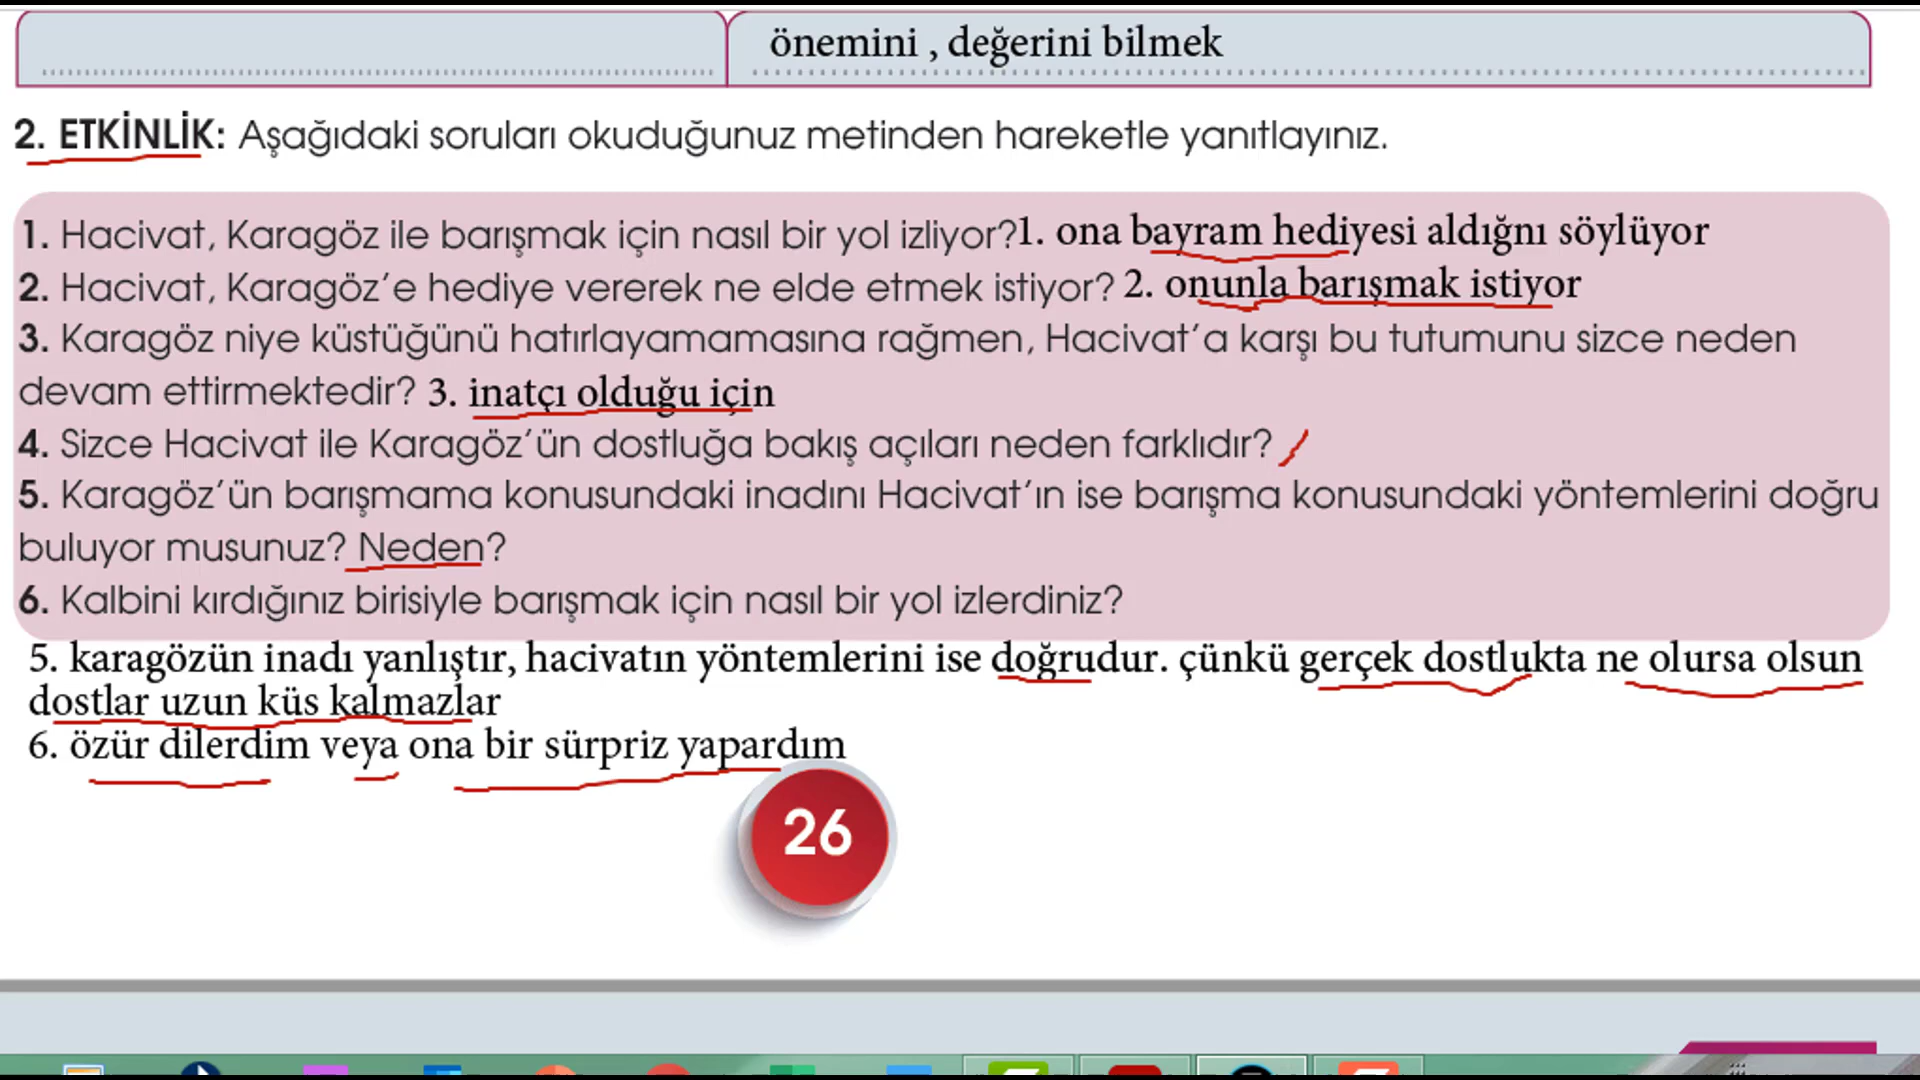 önemini , değerini bilmek
2. ETKİNLİK: Aşağıdaki soruları okuduğunuz metinden hareketle yanıtlayınız.
1. Hacivat, Karagöz ile barışmak için nasıl bir yol izliyor?1. ona bayram hediyesi aldığnı söylüyor
2. Hacivat, Karagöz’e hediye vererek ne elde etmek istiyor? 2. onunla barışmak istiyor
3. Karagöz niye küstüğünü hatırlayamamasına rağmen, Hacivat’a karşı bu tutumunu sizce neden
devam ettirmektedir? 3. inatçı olduğu için
4. Sizce Hacivat ile Karagöz’ün dostluğa bakış açıları neden farklıdır?
5. Karagöz’ün barışmama konusundaki inadını Hacivat’ın ise barışma konusundaki yöntemlerini doğru
buluyor musunuz? Neden?
6. Kalbini kırdığınız birisiyle barışmak için nasıl bir yol izlerdiniz?
5. karagözün inadı yanlıştır, hacivatın yöntemlerini ise doğrudur. çünkü gerçek dostlukta ne olursa olsun
dostlar uzun küs kalmazlar
6. özür dilerdim veya ona bir sürpriz yapardım
26